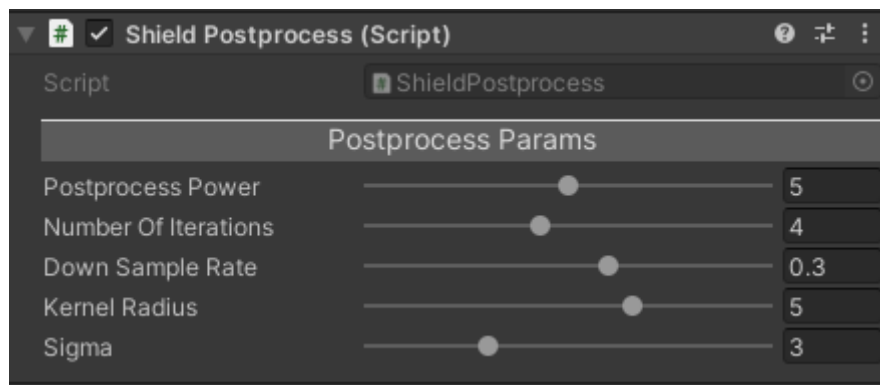 Shield Postprocess (Script)
Script ShieldPostprocess
Postprocess Params
Postprocess Power 5
Number Of Iterations 4
Down Sample Rate 0.3
Kernel Radius 5
Sigma 3